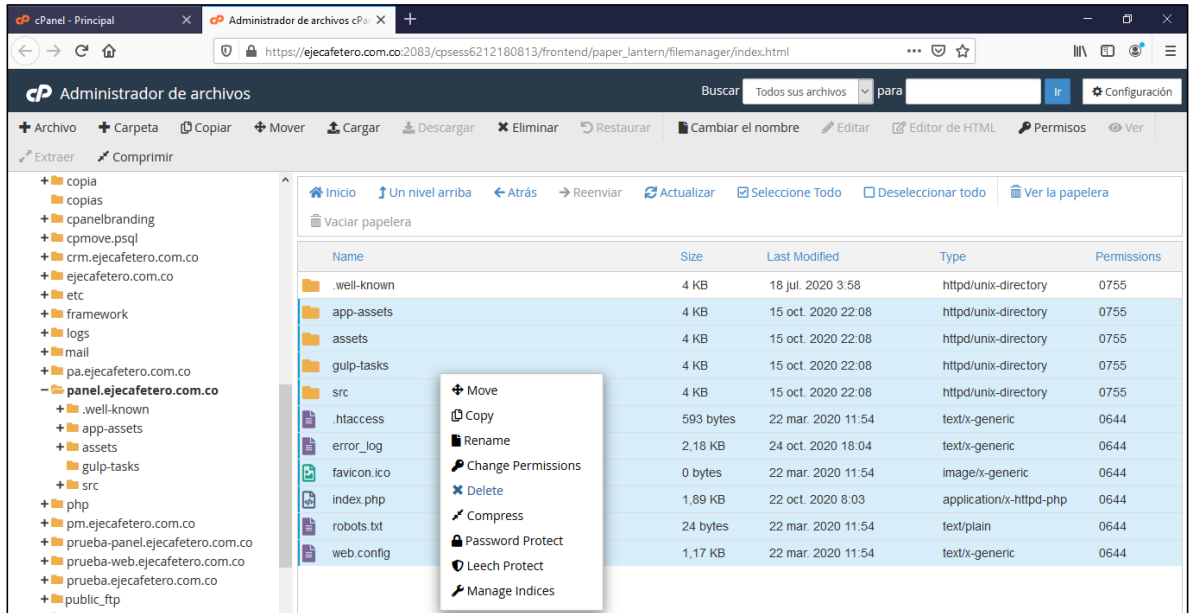 cPanel - Principal
Administrador de archivos cPa
https://ejecafetero.com.co:2083/cpsess6212180813/frontend/paper_lantern/filemanager/index.html
cP Administrador de archivos
Buscar Todos sus archivos para Ir Configuración
Archivo Carpeta Copiar Mover Cargar Descargar Eliminar Restaurar Cambiar el nombre Editar Editor de HTML Permisos Ver
Extraer Comprimir
copia
copias
cpanelbranding
cpmove.psql
crm.ejecafetero.com.co
ejecafetero.com.co
etc
framework
logs
mail
pa.ejecafetero.com.co
panel.ejecafetero.com.co
.well-known
app-assets
assets
gulp-tasks
src
php
pm.ejecafetero.com.co
prueba-panel.ejecafetero.com.co
prueba-web.ejecafetero.com.co
prueba.ejecafetero.com.co
public_ftp
Inicio Un nivel arriba Atrás Reenviar Actualizar Seleccione Todo Deseleccionar todo Ver la papelera
Vaciar papelera
Name Size Last Modified Type Permissions
.well-known 4 KB 18 jul. 2020 3:58 httpd/unix-directory 0755
app-assets 4 KB 15 oct. 2020 22:08 httpd/unix-directory 0755
assets 4 KB 15 oct. 2020 22:08 httpd/unix-directory 0755
gulp-tasks 4 KB 15 oct. 2020 22:08 httpd/unix-directory 0755
src 4 KB 15 oct. 2020 22:08 httpd/unix-directory 0755
.htaccess 593 bytes 22 mar. 2020 11:54 text/x-generic 0644
error_log 2,18 KB 24 oct. 2020 18:04 text/x-generic 0644
favicon.ico 0 bytes 22 mar. 2020 11:54 image/x-generic 0644
index.php 1,89 KB 22 oct. 2020 8:03 application/x-httpd-php 0644
robots.txt 24 bytes 22 mar. 2020 11:54 text/plain 0644
web.config 1,17 KB 22 mar. 2020 11:54 text/x-generic 0644
Move
Copy
Rename
Change Permissions
Delete
Compress
Password Protect
Leech Protect
Manage Indices